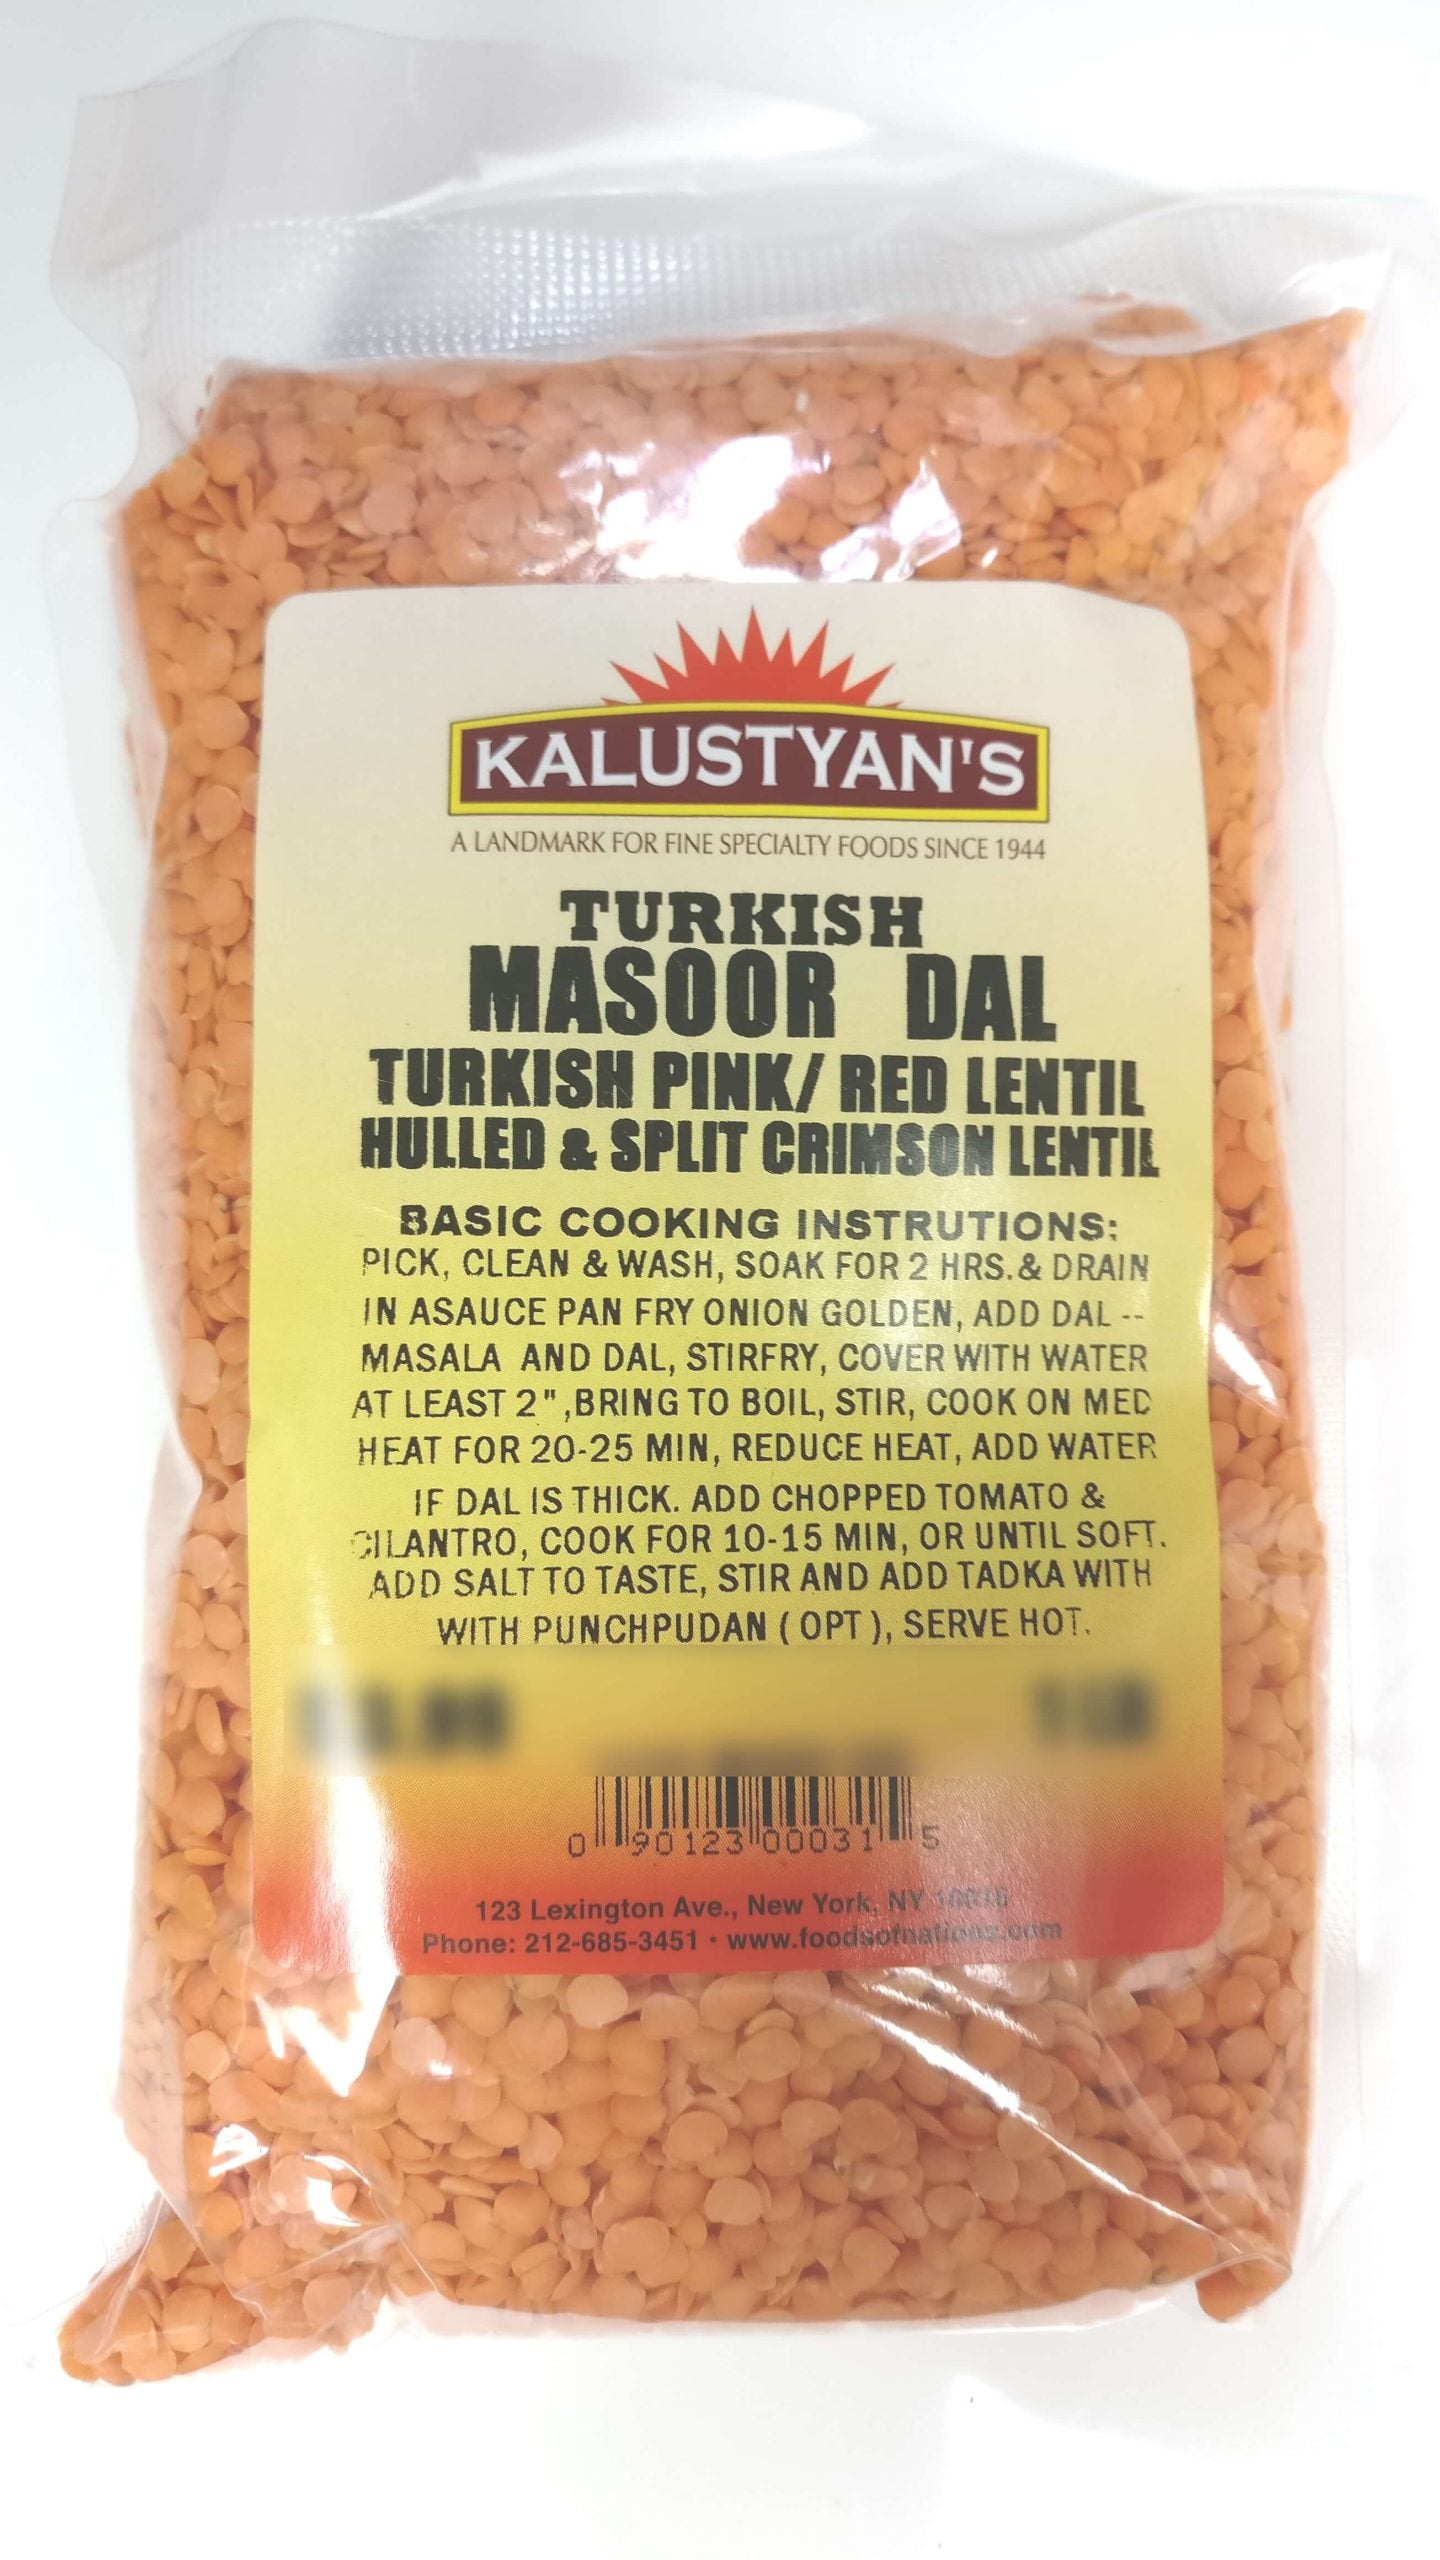 KALUSTYAN'S
A LANDMARK FOR FINE SPECIALTY FOODS SINCE 1944
TURKISH
MASOOR DAL
TURKISH PINK/ RED LENTIL
HULLED & SPLIT CRIMSON LENTIL
BASIC COOKING INSTRUTIONS:
PICK, CLEAN & WASH, SOAK FOR 2 HRS.& DRAIN
IN ASAUCE PAN FRY ONION GOLDEN, ADD DAL --
MASALA AND DAL, STIRFRY, COVER WITH WATER
AT LEAST 2",BRING TO BOIL, STIR, COOK ON MED
HEAT FOR 20-25 MIN, REDUCE HEAT, ADD WATER
IF DAL IS THICK. ADD CHOPPED TOMATO &
CILANTRO, COOK FOR 10-15 MIN, OR UNTIL SOFT.
ADD SALT TO TASTE, STIR AND ADD TADKA WITH
WITH PUNCHPUDAN ( OPT ), SERVE HOT.
0 90123 00031 5
123 Lexington Ave., New York, NY 10016
Phone: 212-685-3451 • www.foodsofnations.com